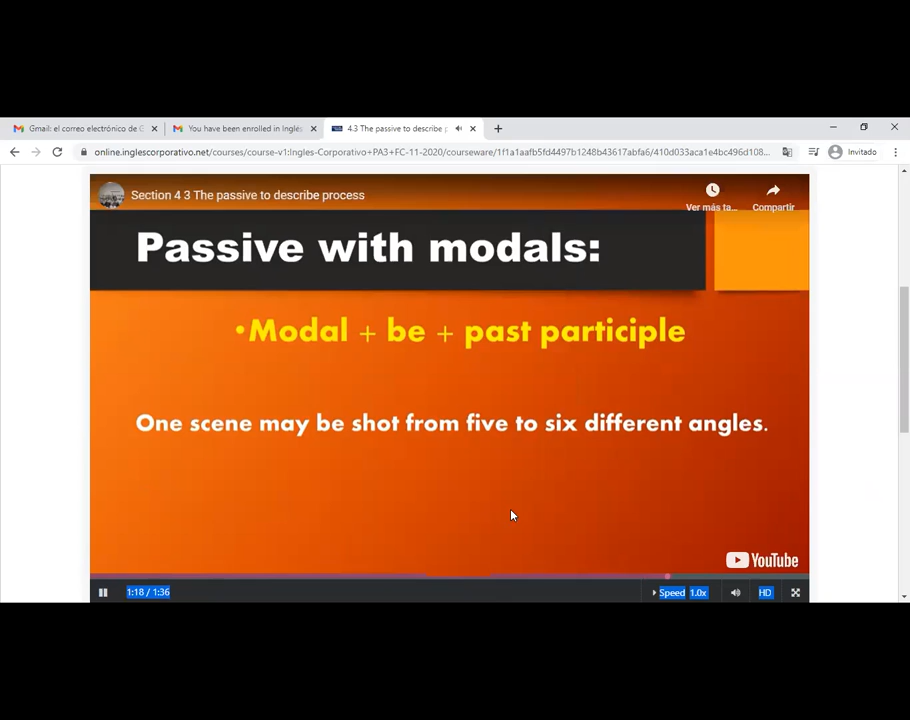 Gmail: el correo electrónico de G
You have been enrolled in Inglés
4.3 The passive to describe p
online.inglescorporativo.net/courses/course-v1:Ingles-Corporativo+PA3+FC-11-2020/courseware/1f1a1aafb5fd4497b1248b43617abfa6/410d033aca1e4bc496d108...
Invitado
Section 4 3 The passive to describe process
Ver más ta...
Compartir
Passive with modals:
•Modal + be + past participle
One scene may be shot from five to six different angles.
YouTube
1:18 / 1:36
Speed 1.0x
HD